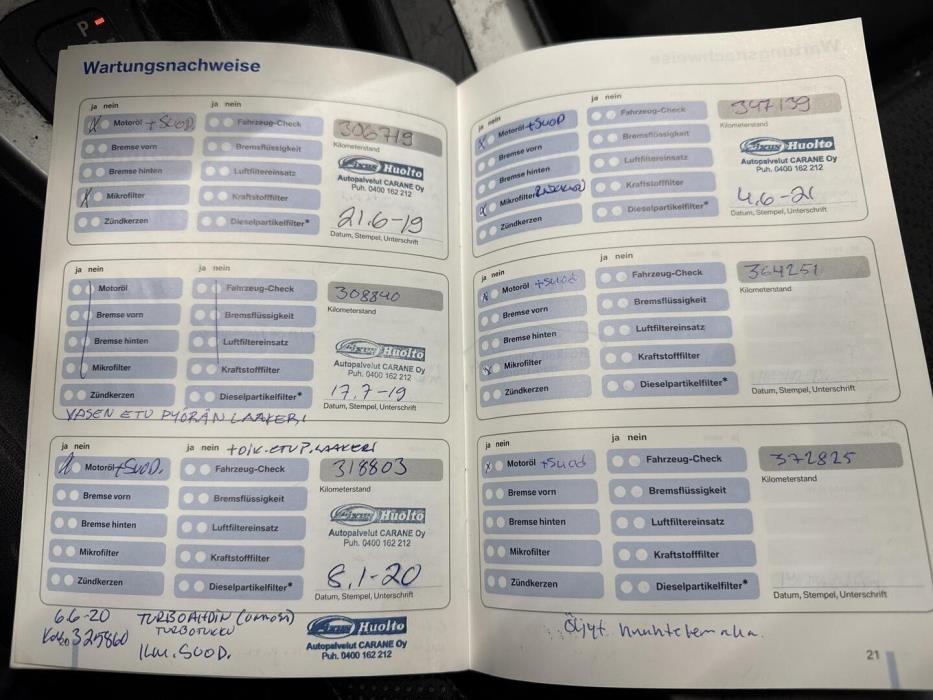 P
Wartungsnachweise
ja nein ja nein
Motoröl +SUOD. Fahrzeug-Check
306719
Kilometerstand
Bremse vorn Bremsflüssigkeit
Bremse hinten Luftfiltereinsatz
Mikrofilter Kraftstofffilter
Zündkerzen Dieselpartikelfilter*
Huolto
Autopalvelut CARANE Oy
Puh. 0400 162 212
21.6-19
Datum, Stempel, Unterschrift
ja nein ja nein
Motoröl Fahrzeug-Check
308840
Kilometerstand
Bremse vorn Bremsflüssigkeit
Bremse hinten Luftfiltereinsatz
Mikrofilter Kraftstofffilter
Zündkerzen Dieselpartikelfilter*
Huolto
Autopalvelut CARANE Oy
Puh. 0400 162 212
17.7-19
Datum, Stempel, Unterschrift
VASEN ETU PYÖRÄN LAAKERI
ja nein ja nein +OIK.ETUP.LAAKERI
Motoröl +SUOD. Fahrzeug-Check
318803
Kilometerstand
Bremse vorn Bremsflüssigkeit
Bremse hinten Luftfiltereinsatz
Mikrofilter Kraftstofffilter
Zündkerzen Dieselpartikelfilter*
Huolto
Autopalvelut CARANE Oy
Puh. 0400 162 212
8.1-20
Datum, Stempel, Unterschrift
6.6-20 TURBOAHDIN
TURBOTUKKU
ILM.SUOD.
Huolto
Autopalvelut CARANE Oy
Puh. 0400 162 212
ja nein ja nein
Motoröl +SUOD Fahrzeug-Check
347139
Kilometerstand
Bremse vorn Bremsflüssigkeit
Bremse hinten Luftfiltereinsatz
Mikrofilter Kraftstofffilter
Zündkerzen Dieselpartikelfilter*
Huolto
Autopalvelut CARANE Oy
Puh. 0400 162 212
4.6-21
Datum, Stempel, Unterschrift
ja nein ja nein
Motoröl +suod Fahrzeug-Check
364251
Kilometerstand
Bremse vorn Bremsflüssigkeit
Bremse hinten Luftfiltereinsatz
Mikrofilter Kraftstofffilter
Zündkerzen Dieselpartikelfilter*
Datum, Stempel, Unterschrift
ja nein ja nein
Motoröl +suod Fahrzeug-Check
372825
Kilometerstand
Bremse vorn Bremsflüssigkeit
Bremse hinten Luftfiltereinsatz
Mikrofilter Kraftstofffilter
Zündkerzen Dieselpartikelfilter*
Datum, Stempel, Unterschrift
Öljyt
21